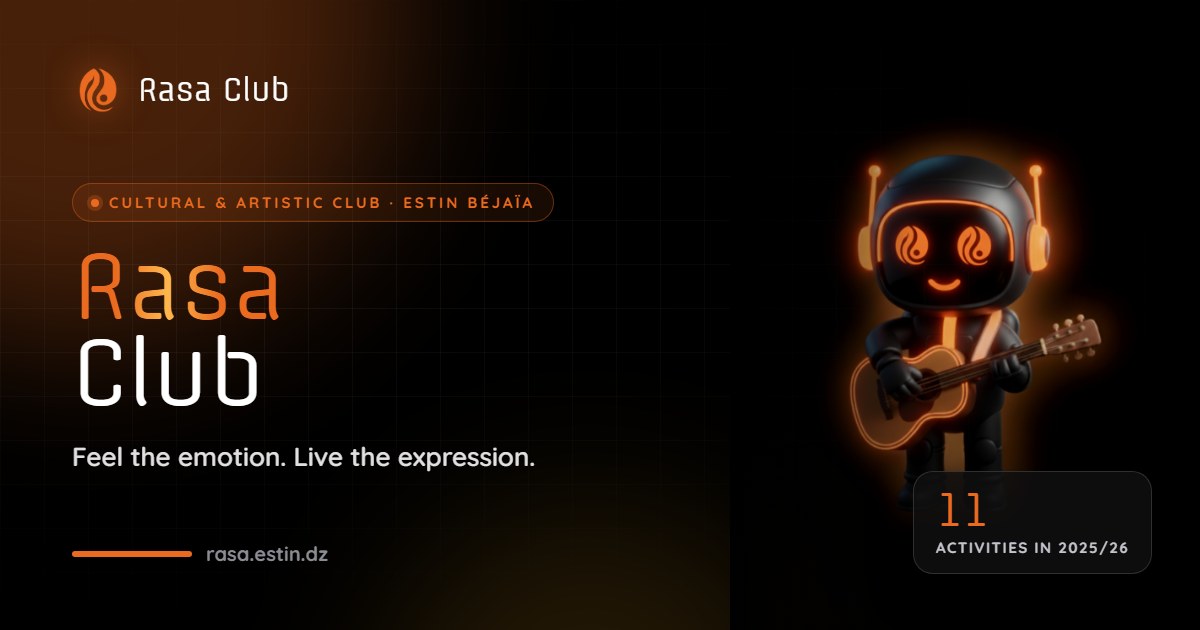 Rasa Club
CULTURAL & ARTISTIC CLUB · ESTIN BÉJAÏA
Rasa
Club
Feel the emotion. Live the expression.
rasa.estin.dz
11
ACTIVITIES IN 2025/26